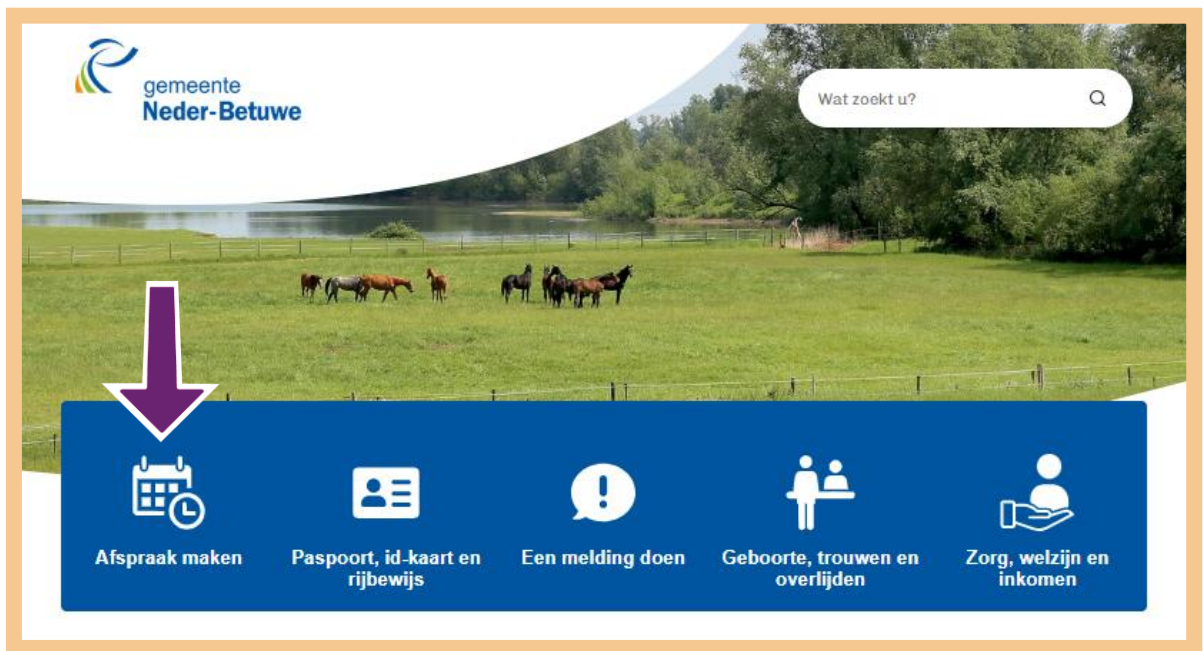 gemeente
Neder-Betuwe
Wat zoekt u?
Afspraak maken
Paspoort, id-kaart en
rijbewijs
Een melding doen
Geboorte, trouwen en
overlijden
Zorg, welzijn en
inkomen